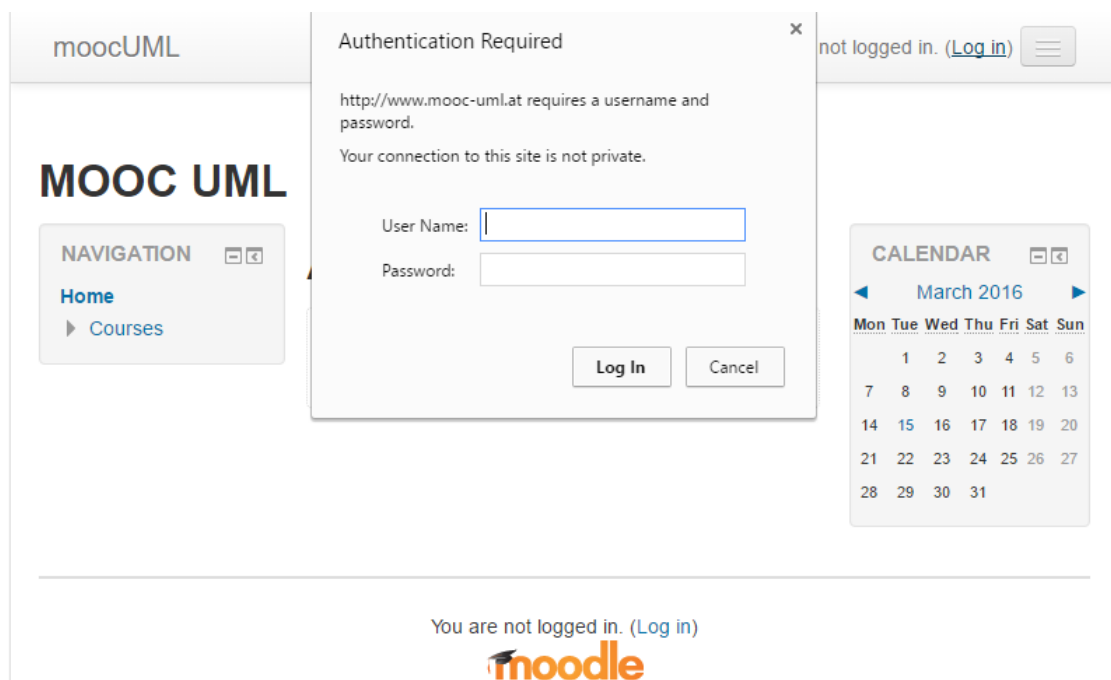 moocUML
not logged in. (Log in)
Authentication Required
http://www.mooc-uml.at requires a username and
password.
Your connection to this site is not private.
User Name:
Password:
Log In Cancel
MOOC UML
NAVIGATION
Home
Courses
CALENDAR
March 2016
Mon Tue Wed Thu Fri Sat Sun
1 2 3 4 5 6
7 8 9 10 11 12 13
14 15 16 17 18 19 20
21 22 23 24 25 26 27
28 29 30 31
You are not logged in. (Log in)
moodle